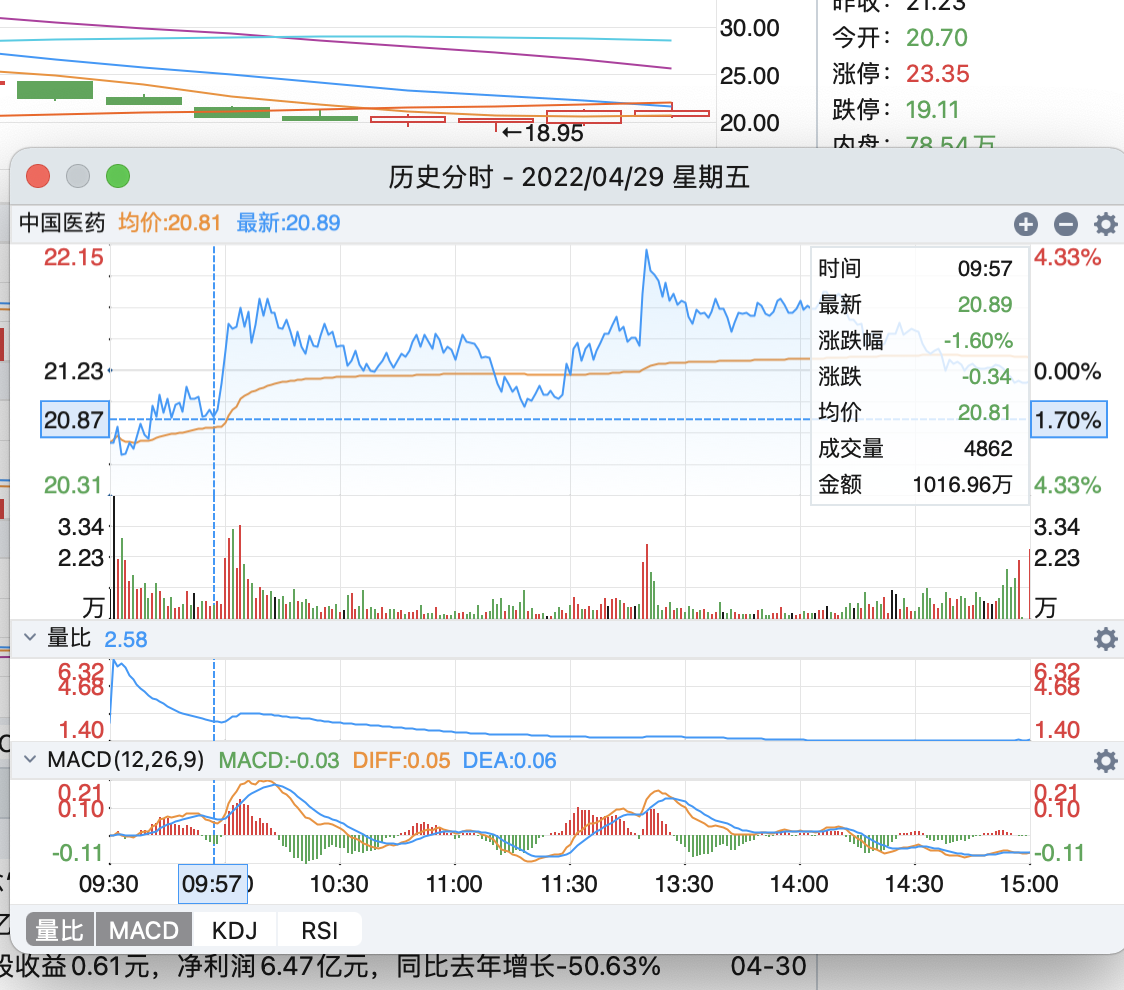 30.00
25.00
20.00
←18.95
昨收：21.23
今开：20.70
涨停：23.35
跌停：19.11
内盘：78.54万
历史分时 - 2022/04/29 星期五
中国医药 均价:20.81 最新:20.89
22.15
21.23
20.87
20.31
3.34
2.23
万
4.33%
0.00%
1.70%
4.33%
3.34
2.23
万
时间 09:57
最新 20.89
涨跌幅 -1.60%
涨跌 -0.34
均价 20.81
成交量 4862
金额 1016.96万
量比 2.58
6.32
4.68
1.40
6.32
4.68
1.40
MACD(12,26,9) MACD:-0.03 DIFF:0.05 DEA:0.06
0.21
0.10
-0.11
0.21
0.10
-0.11
09:30 09:57 10:30 11:00 11:30 13:30 14:00 14:30 15:00
量比 MACD KDJ RSI
收益0.61元，净利润6.47亿元，同比去年增长-50.63% 04-30